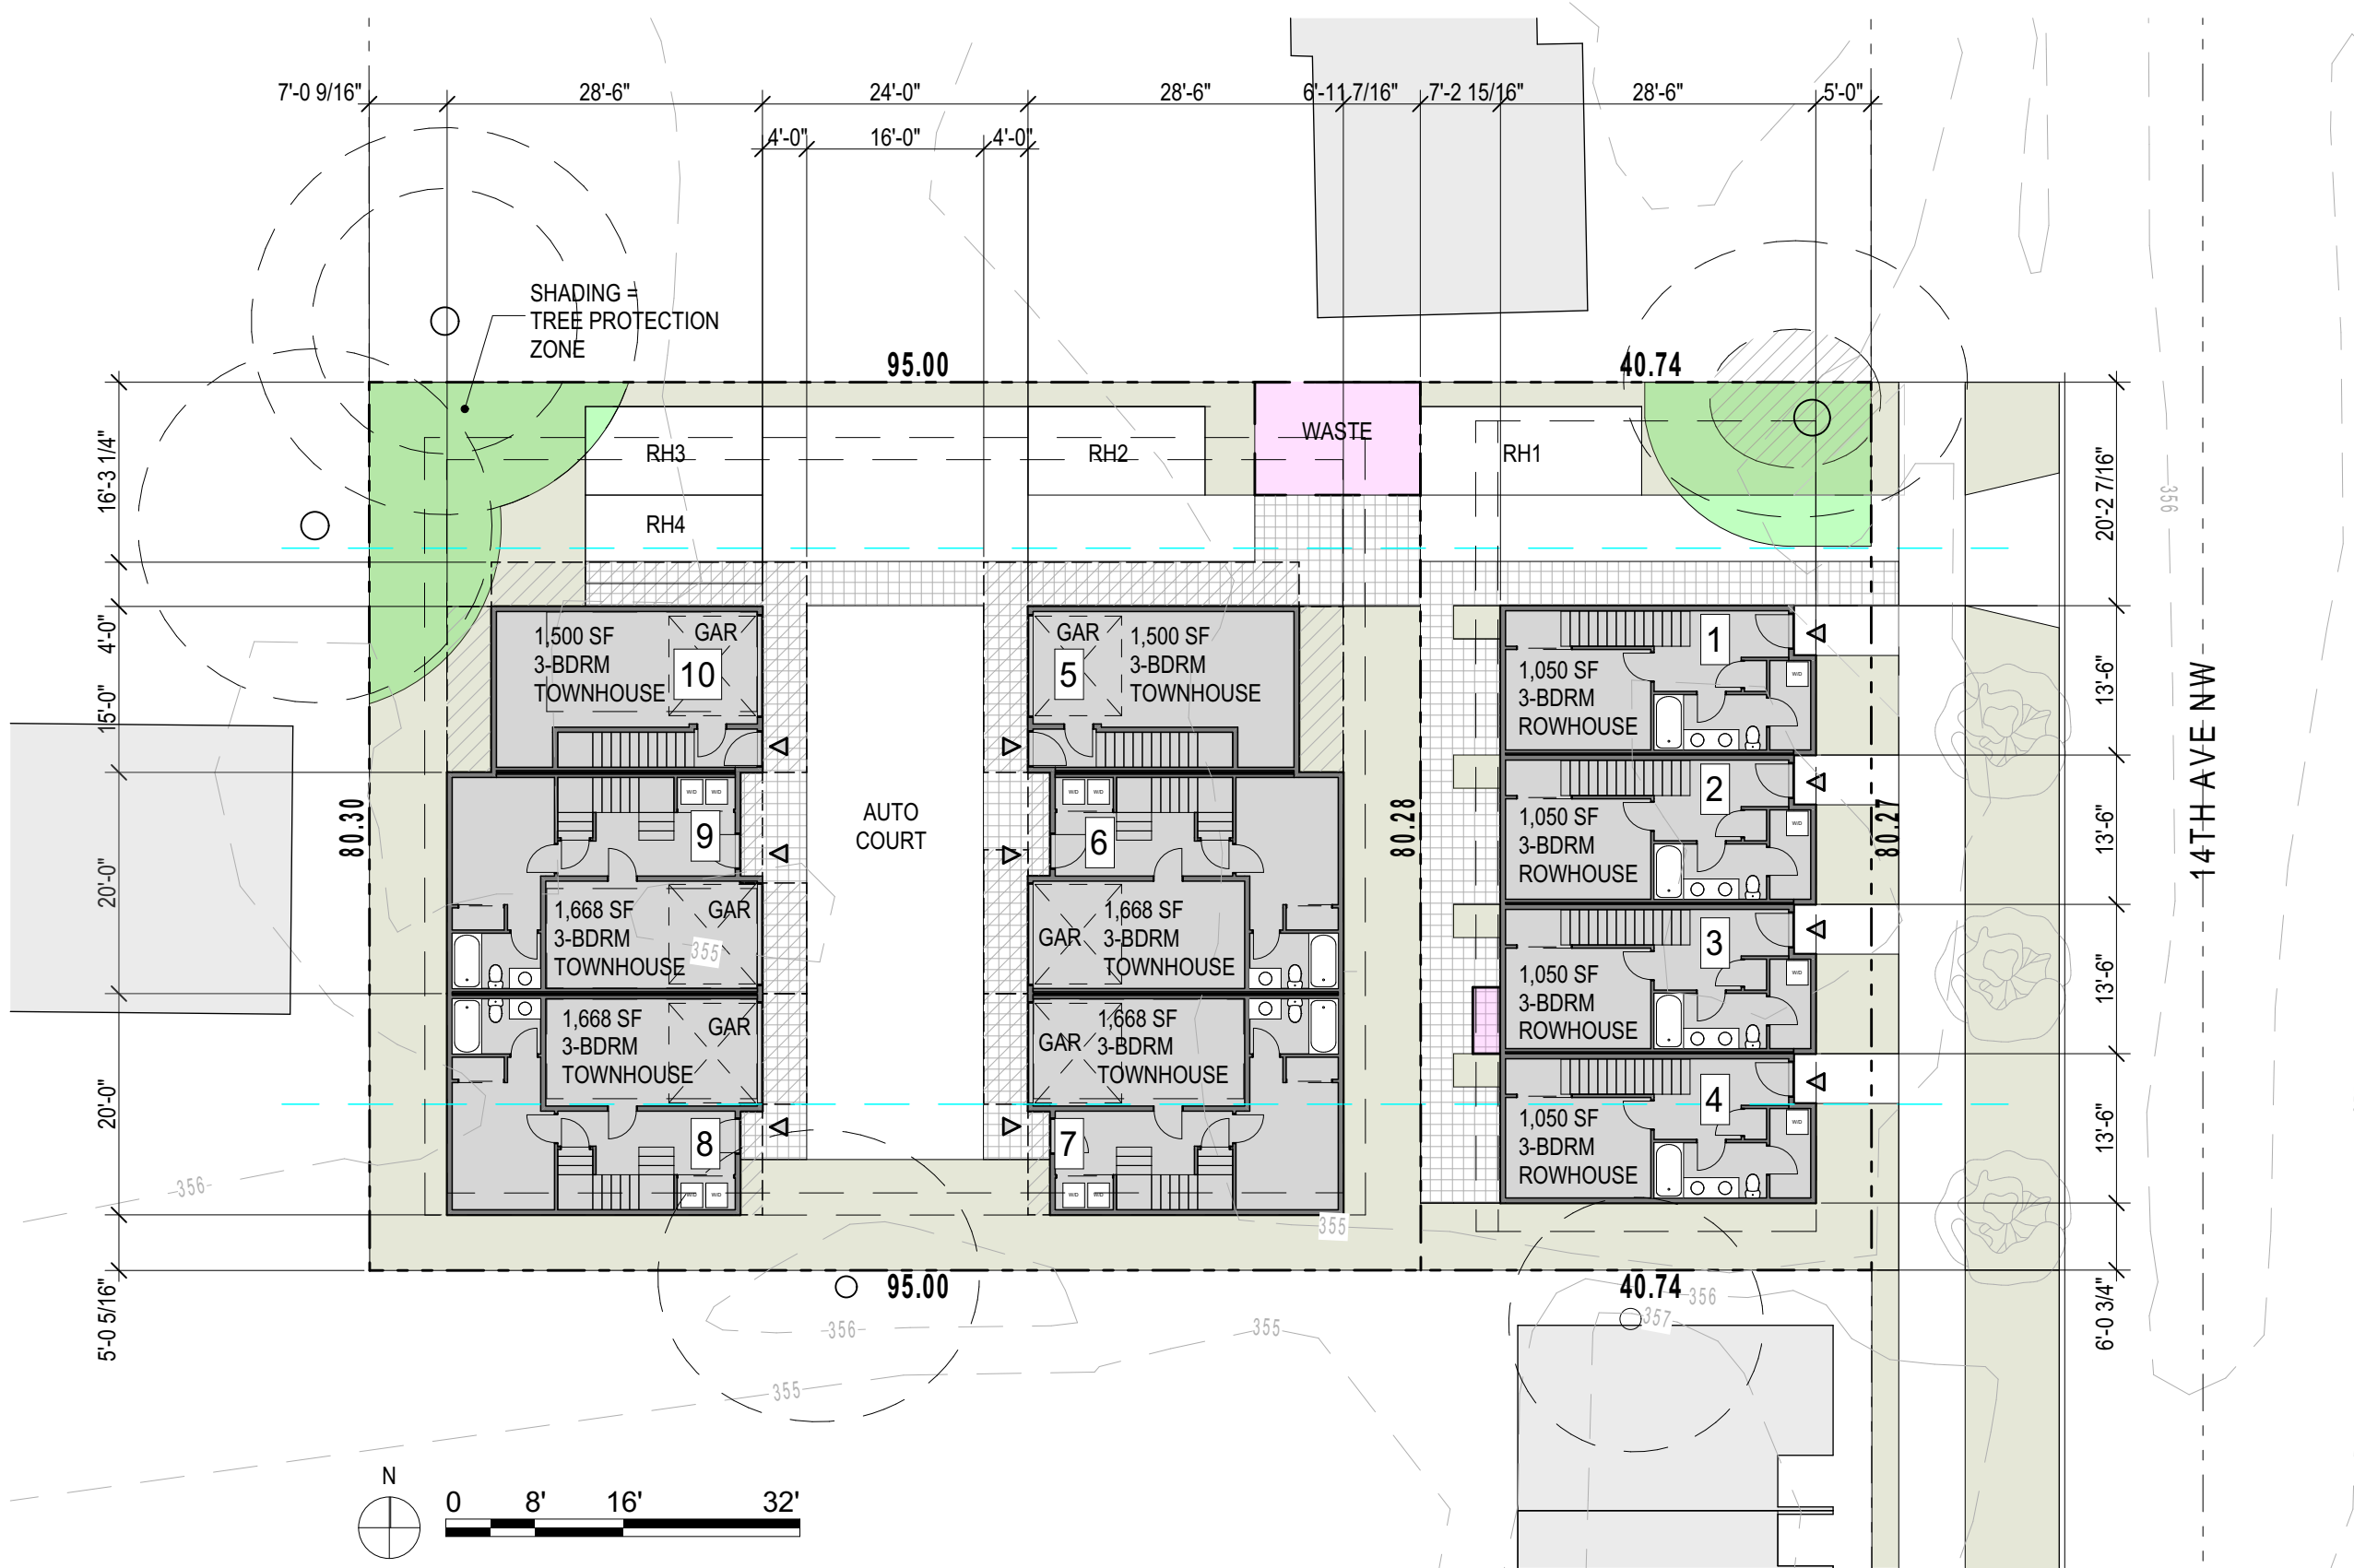 7'-0 9/16"
28'-6"
24'-0"
28'-6"
6'-11 7/16"
7'-2 15/16"
28'-6"
5'-0"
4'-0"
16'-0"
4'-0"
SHADING =
TREE PROTECTION
ZONE
95.00
40.74
16'-3 1/4"
RH3
RH2
WASTE
RH1
20'-2 7/16"
356
RH4
4'-0"
15'-0"
20'-0"
20'-0"
5'-0 5/16"
1,500 SF
3-BDRM
TOWNHOUSE
GAR
10
GAR
5
1,500 SF
3-BDRM
TOWNHOUSE
1
1,050 SF
3-BDRM
ROWHOUSE
W/D
13'-6"
14TH AVE NW
80.30
W/D
W/D
9
AUTO
COURT
W/D
W/D
6
80.28
2
1,050 SF
3-BDRM
ROWHOUSE
W/D
80.27
13'-6"
1,668 SF
3-BDRM
TOWNHOUSE
GAR
355
GAR
1,668 SF
3-BDRM
TOWNHOUSE
3
1,050 SF
3-BDRM
ROWHOUSE
W/D
13'-6"
1,668 SF
3-BDRM
TOWNHOUSE
GAR
GAR
1,668 SF
3-BDRM
TOWNHOUSE
4
1,050 SF
3-BDRM
ROWHOUSE
W/D
13'-6"
8
W/D
W/D
7
W/D
W/D
356
355
95.00
40.74
356
357
6'-0 3/4"
356
355
355
N
0 8' 16' 32'